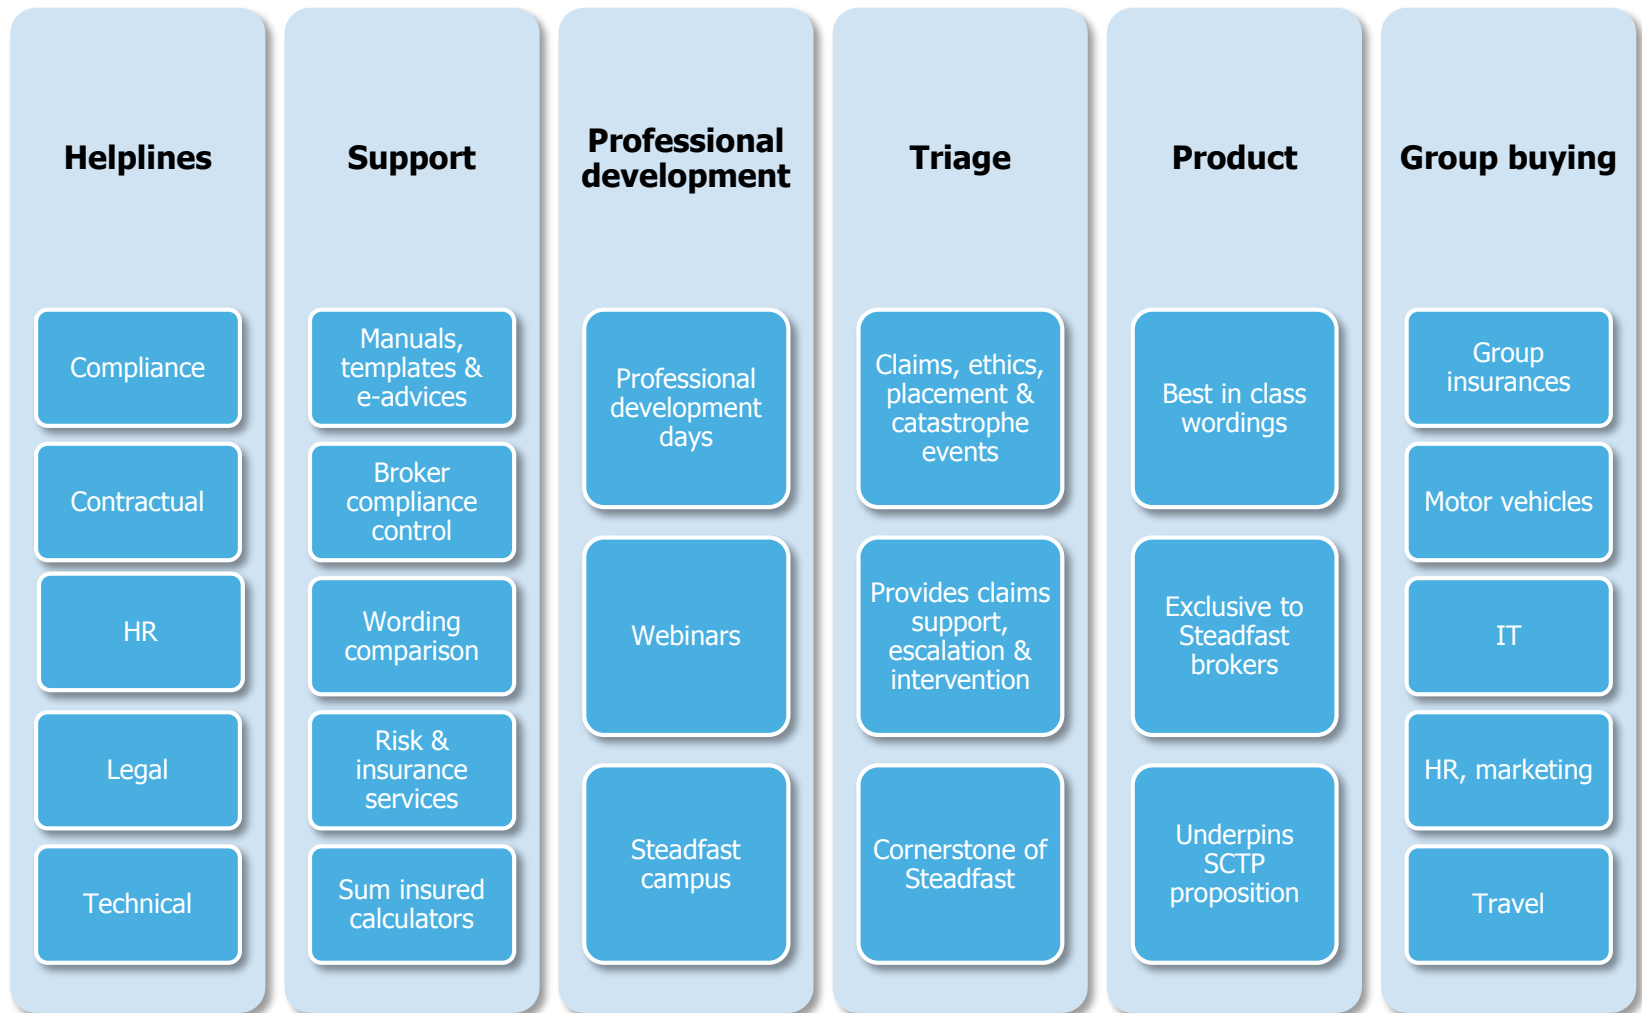 Helplines
Compliance
Contractual
HR
Legal
Technical
Support
Manuals,
templates &
e-advices
Broker
compliance
control
Wording
comparison
Risk &
insurance
services
Sum insured
calculators
Professional
development
Professional
development
days
Webinars
Steadfast
campus
Triage
Claims, ethics,
placement &
catastrophe
events
Provides claims
support,
escalation &
intervention
Cornerstone of
Steadfast
Product
Best in class
wordings
Exclusive to
Steadfast
brokers
Underpins
SCTP
proposition
Group buying
Group
insurances
Motor vehicles
IT
HR, marketing
Travel